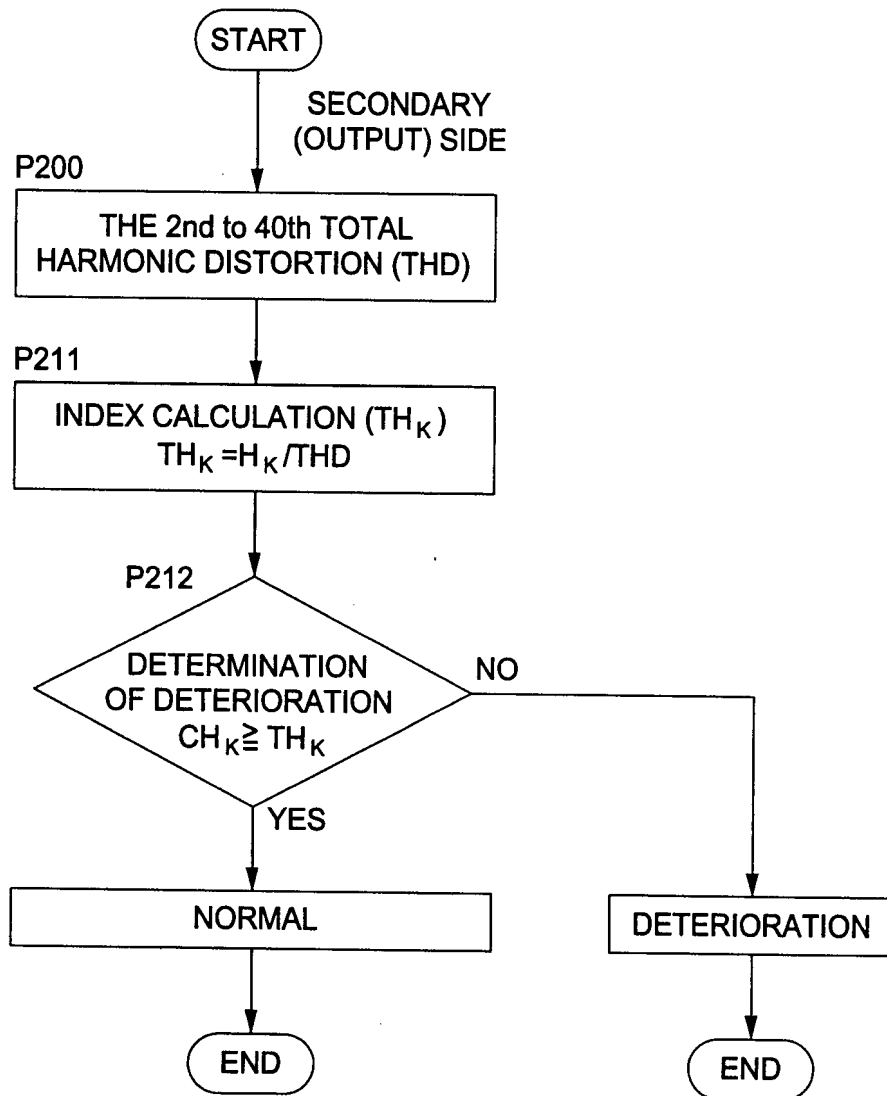 START
SECONDARY
(OUTPUT) SIDE
P200
THE 2nd to 40th TOTAL
HARMONIC DISTORTION (THD)
P211
INDEX CALCULATION (TH_K)
TH_K =H_K/THD
P212
DETERMINATION
OF DETERIORATION
CH_K ≧ TH_K
NO
YES
NORMAL
DETERIORATION
END
END